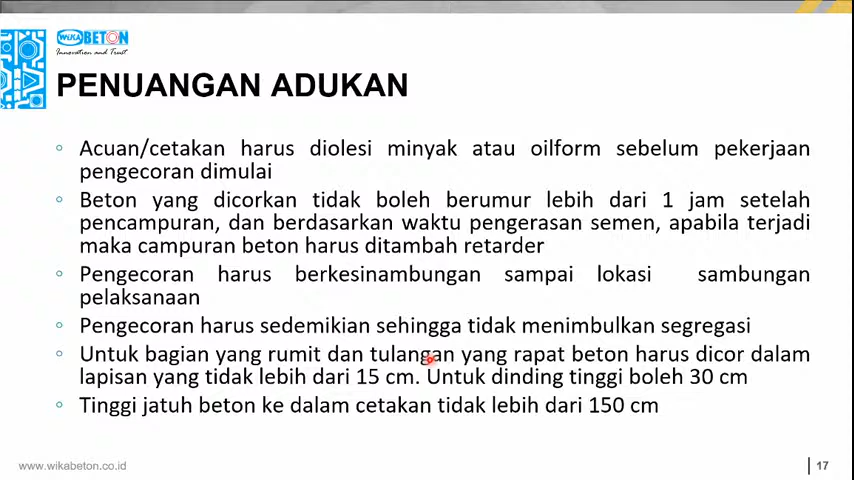 WIKA BETON
Innovation and Trust
PENUANGAN ADUKAN
◦ Acuan/cetakan harus diolesi minyak atau oilform sebelum pekerjaan
pengecoran dimulai
◦ Beton yang dicorkan tidak boleh berumur lebih dari 1 jam setelah
pencampuran, dan berdasarkan waktu pengerasan semen, apabila terjadi
maka campuran beton harus ditambah retarder
◦ Pengecoran harus berkesinambungan sampai lokasi sambungan
pelaksanaan
◦ Pengecoran harus sedemikian sehingga tidak menimbulkan segregasi
◦ Untuk bagian yang rumit dan tulangan yang rapat beton harus dicor dalam
lapisan yang tidak lebih dari 15 cm. Untuk dinding tinggi boleh 30 cm
◦ Tinggi jatuh beton ke dalam cetakan tidak lebih dari 150 cm
www.wikabeton.co.id
17